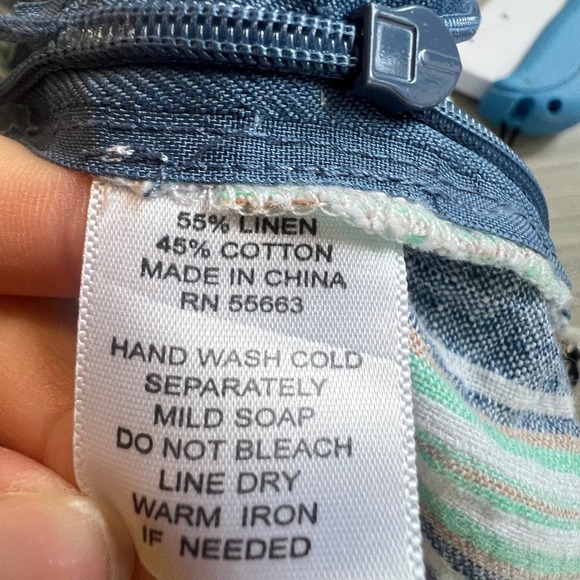 55% LINEN
45% COTTON
MADE IN CHINA
RN 55663
HAND WASH COLD
SEPARATELY
MILD SOAP
DO NOT BLEACH
LINE DRY
WARM IRON
IF NEEDED